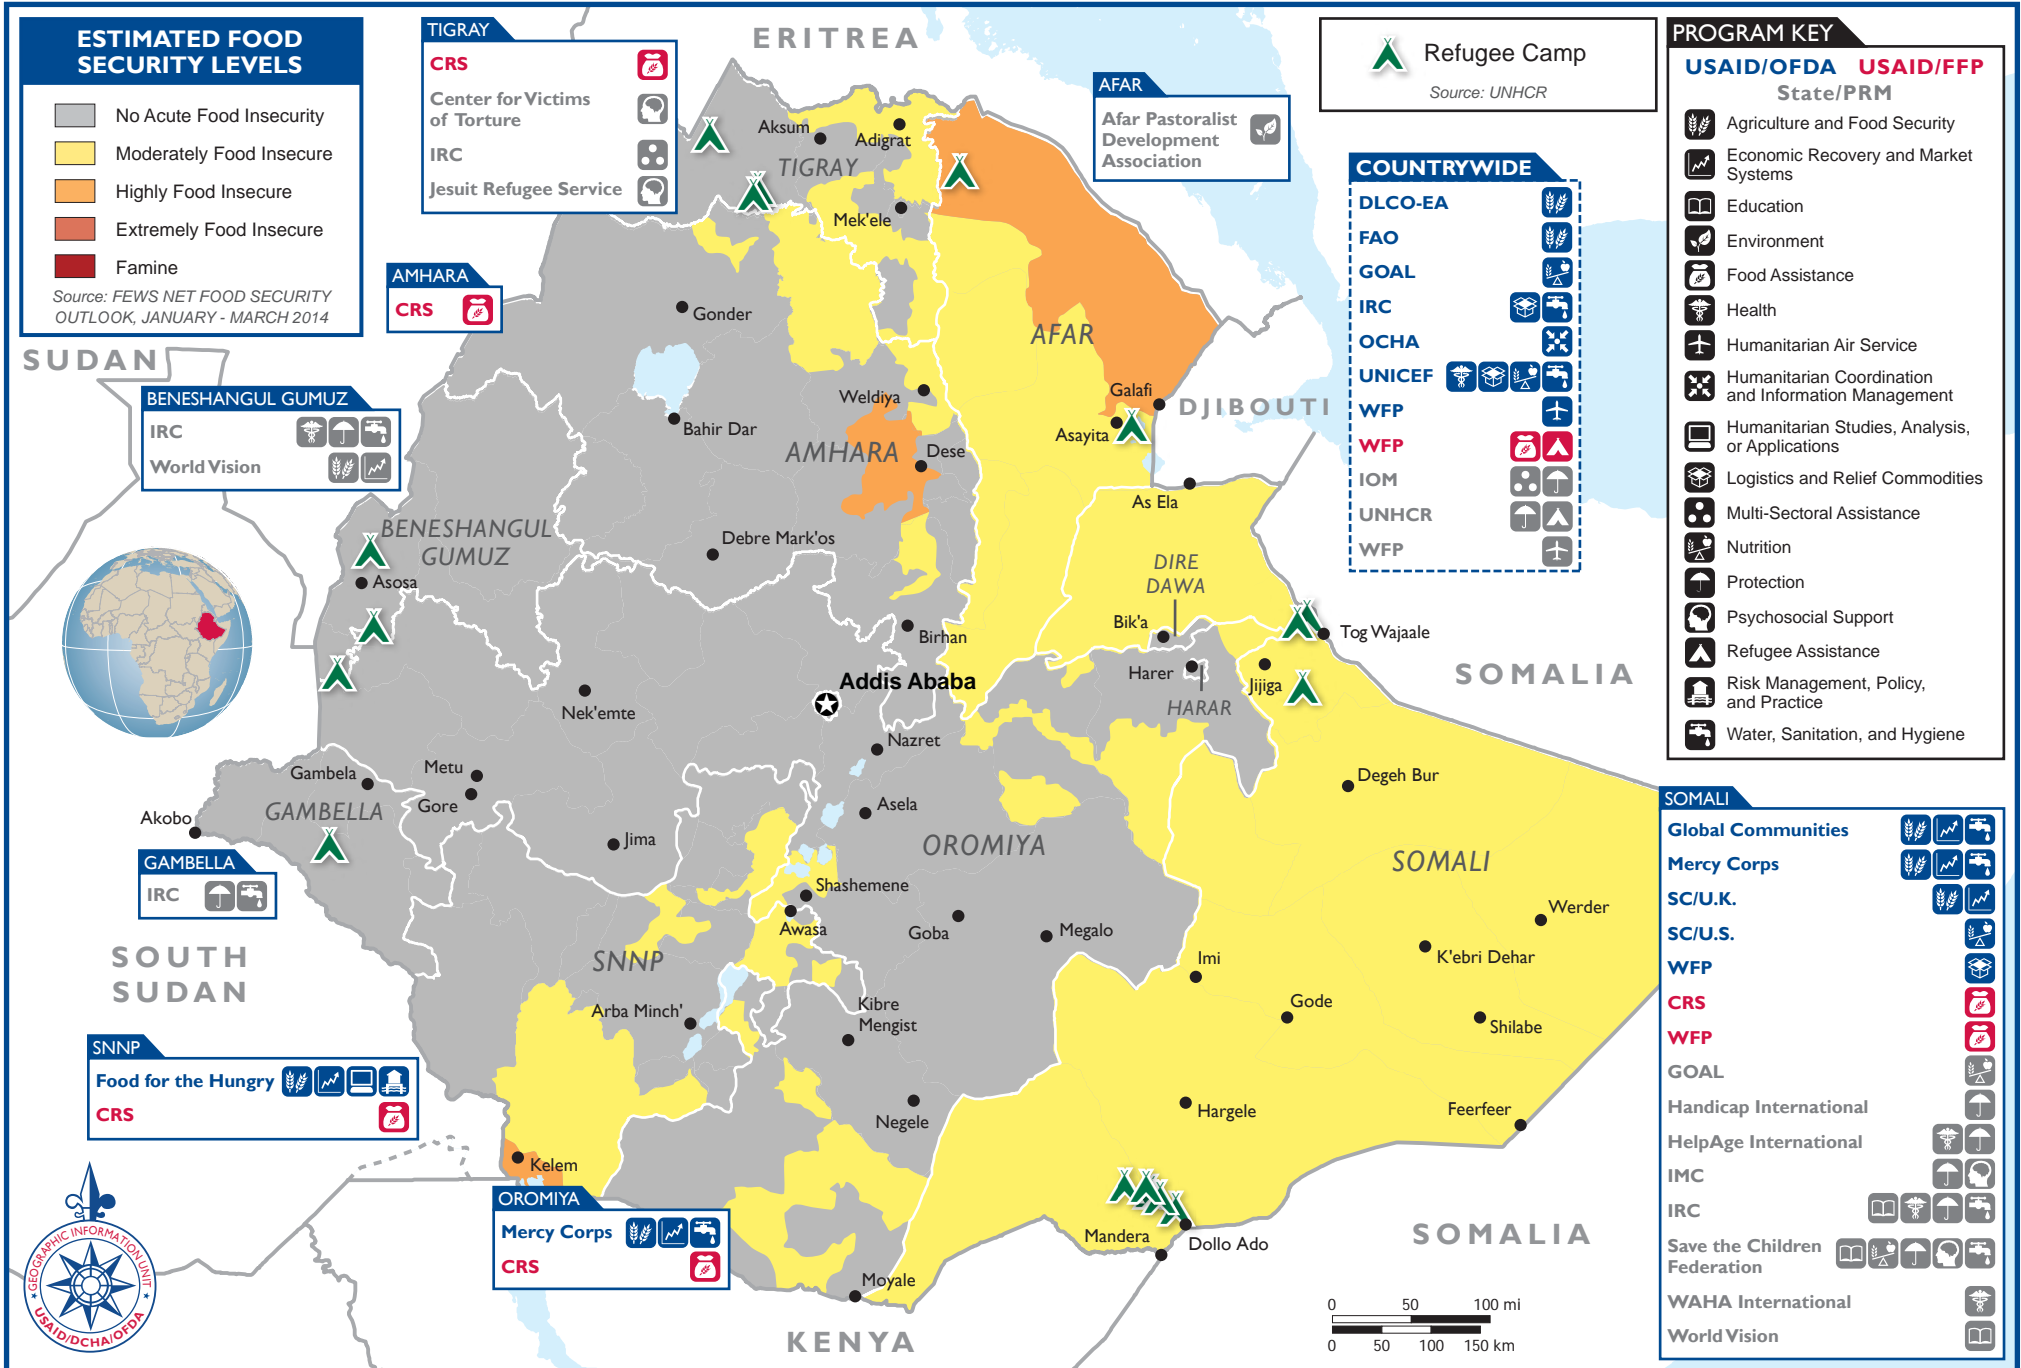 ESTIMATED FOOD
SECURITY LEVELS
No Acute Food Insecurity
Moderately Food Insecure
Highly Food Insecure
Extremely Food Insecure
Famine
Source: FEWS NET FOOD SECURITY
OUTLOOK, JANUARY - MARCH 2014
TIGRAY
CRS
Center for Victims
of Torture
IRC
Jesuit Refugee Service
AMHARA
CRS
BENESHANGUL GUMUZ
IRC
World Vision
GAMBELLA
IRC
SNNP
Food for the Hungry
CRS
OROMIYA
Mercy Corps
CRS
AFAR
Afar Pastoralist
Development
Association
Refugee Camp
Source: UNHCR
COUNTRYWIDE
DLCO-EA
FAO
GOAL
IRC
OCHA
UNICEF
WFP
WFP
IOM
UNHCR
WFP
PROGRAM KEY
USAID/OFDA USAID/FFP
State/PRM
Agriculture and Food Security
Economic Recovery and Market
Systems
Education
Environment
Food Assistance
Health
Humanitarian Air Service
Humanitarian Coordination
and Information Management
Humanitarian Studies, Analysis,
or Applications
Logistics and Relief Commodities
Multi-Sectoral Assistance
Nutrition
Protection
Psychosocial Support
Refugee Assistance
Risk Management, Policy,
and Practice
Water, Sanitation, and Hygiene
SOMALI
Global Communities
Mercy Corps
SC/U.K.
SC/U.S.
WFP
CRS
WFP
GOAL
Handicap International
HelpAge International
IMC
IRC
Save the Children
Federation
WAHA International
World Vision
ERITREA
SUDAN
DJIBOUTI
SOMALIA
SOUTH
SUDAN
SOMALIA
KENYA
Aksum
Adigrat
TIGRAY
Mek'ele
Gonder
AFAR
Galafi
Weldiya
Asayita
Bahir Dar
AMHARA
Dese
As Ela
BENESHANGUL
GUMUZ
Debre Mark'os
DIRE
DAWA
Asosa
Bik'a
Birhan
Tog Wajaale
Harer
Jijiga
HARAR
Addis Ababa
Nek'emte
Nazret
Gambela
Metu
Gore
Degeh Bur
Akobo
GAMBELLA
Asela
Jima
OROMIYA
SOMALI
Shashemene
Werder
Awasa
Goba
Megalo
K'ebri Dehar
SNNP
Imi
Arba Minch'
Kibre
Mengist
Gode
Shilabe
Negele
Hargele
Feerfeer
Kelem
Mandera
Dollo Ado
Moyale
0 50 100 mi
0 50 100 150 km
GEOGRAPHIC INFORMATION UNIT
USAID/DCHA/OFDA